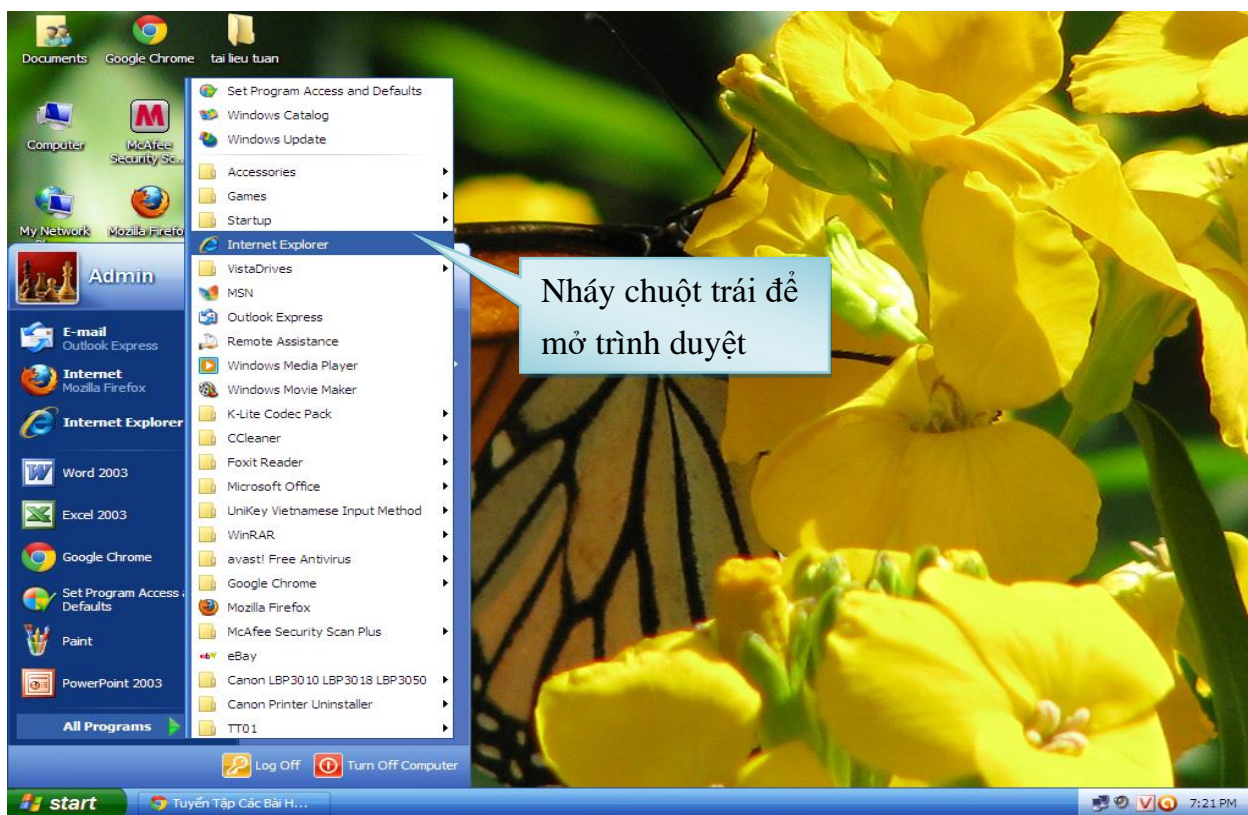 Documents
Google Chrome
tai lieu tuan
Computer
McAfee
Security Sc...
My Network
Mozilla Firefo
Admin
E-mail
Outlook Express
Internet
Mozilla Firefox
Internet Explorer
Word 2003
Excel 2003
Google Chrome
Set Program Access
Defaults
Paint
PowerPoint 2003
All Programs
Set Program Access and Defaults
Windows Catalog
Windows Update
Accessories
Games
Startup
Internet Explorer
VistaDrives
MSN
Outlook Express
Remote Assistance
Windows Media Player
Windows Movie Maker
K-Lite Codec Pack
CCleaner
Foxit Reader
Microsoft Office
UniKey Vietnamese Input Method
WinRAR
avast! Free Antivirus
Google Chrome
Mozilla Firefox
McAfee Security Scan Plus
eBay
Canon LBP3010 LBP3018 LBP3050
Canon Printer Uninstaller
TT01
Nháy chuột trái để
mở trình duyệt
Log Off
Turn Off Computer
start
Tuyển Tập Các Bài H...
7:21 PM